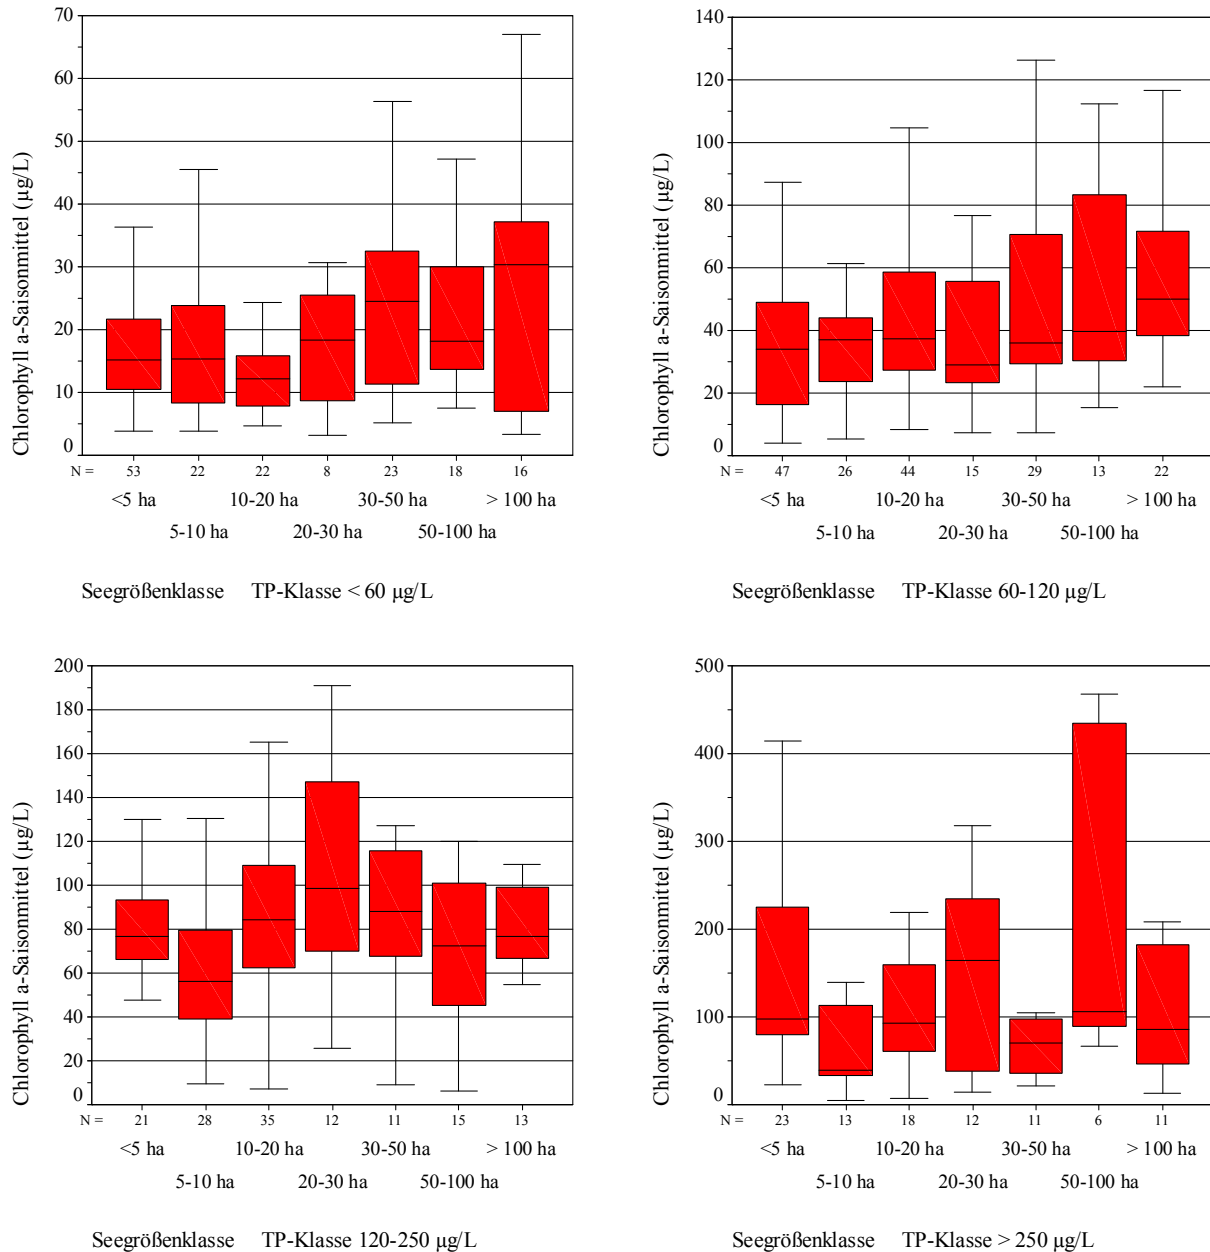 70
60
50
40
30
20
10
0
Chlorophyll a-Saisonmittel (µg/L)
N = 53 22 22 8 23 18 16
<5 ha 10-20 ha 30-50 ha > 100 ha
5-10 ha 20-30 ha 50-100 ha
Seegrößenklasse TP-Klasse < 60 µg/L
140
120
100
80
60
40
20
0
Chlorophyll a-Saisonmittel (µg/L)
N = 47 26 44 15 29 13 22
<5 ha 10-20 ha 30-50 ha > 100 ha
5-10 ha 20-30 ha 50-100 ha
Seegrößenklasse TP-Klasse 60-120 µg/L
200
180
160
140
120
100
80
60
40
20
0
Chlorophyll a-Saisonmittel (µg/L)
N = 21 28 35 12 11 15 13
<5 ha 10-20 ha 30-50 ha > 100 ha
5-10 ha 20-30 ha 50-100 ha
Seegrößenklasse TP-Klasse 120-250 µg/L
500
400
300
200
100
0
Chlorophyll a-Saisonmittel (µg/L)
N = 23 13 18 12 11 6 11
<5 ha 10-20 ha 30-50 ha > 100 ha
5-10 ha 20-30 ha 50-100 ha
Seegrößenklasse TP-Klasse > 250 µg/L